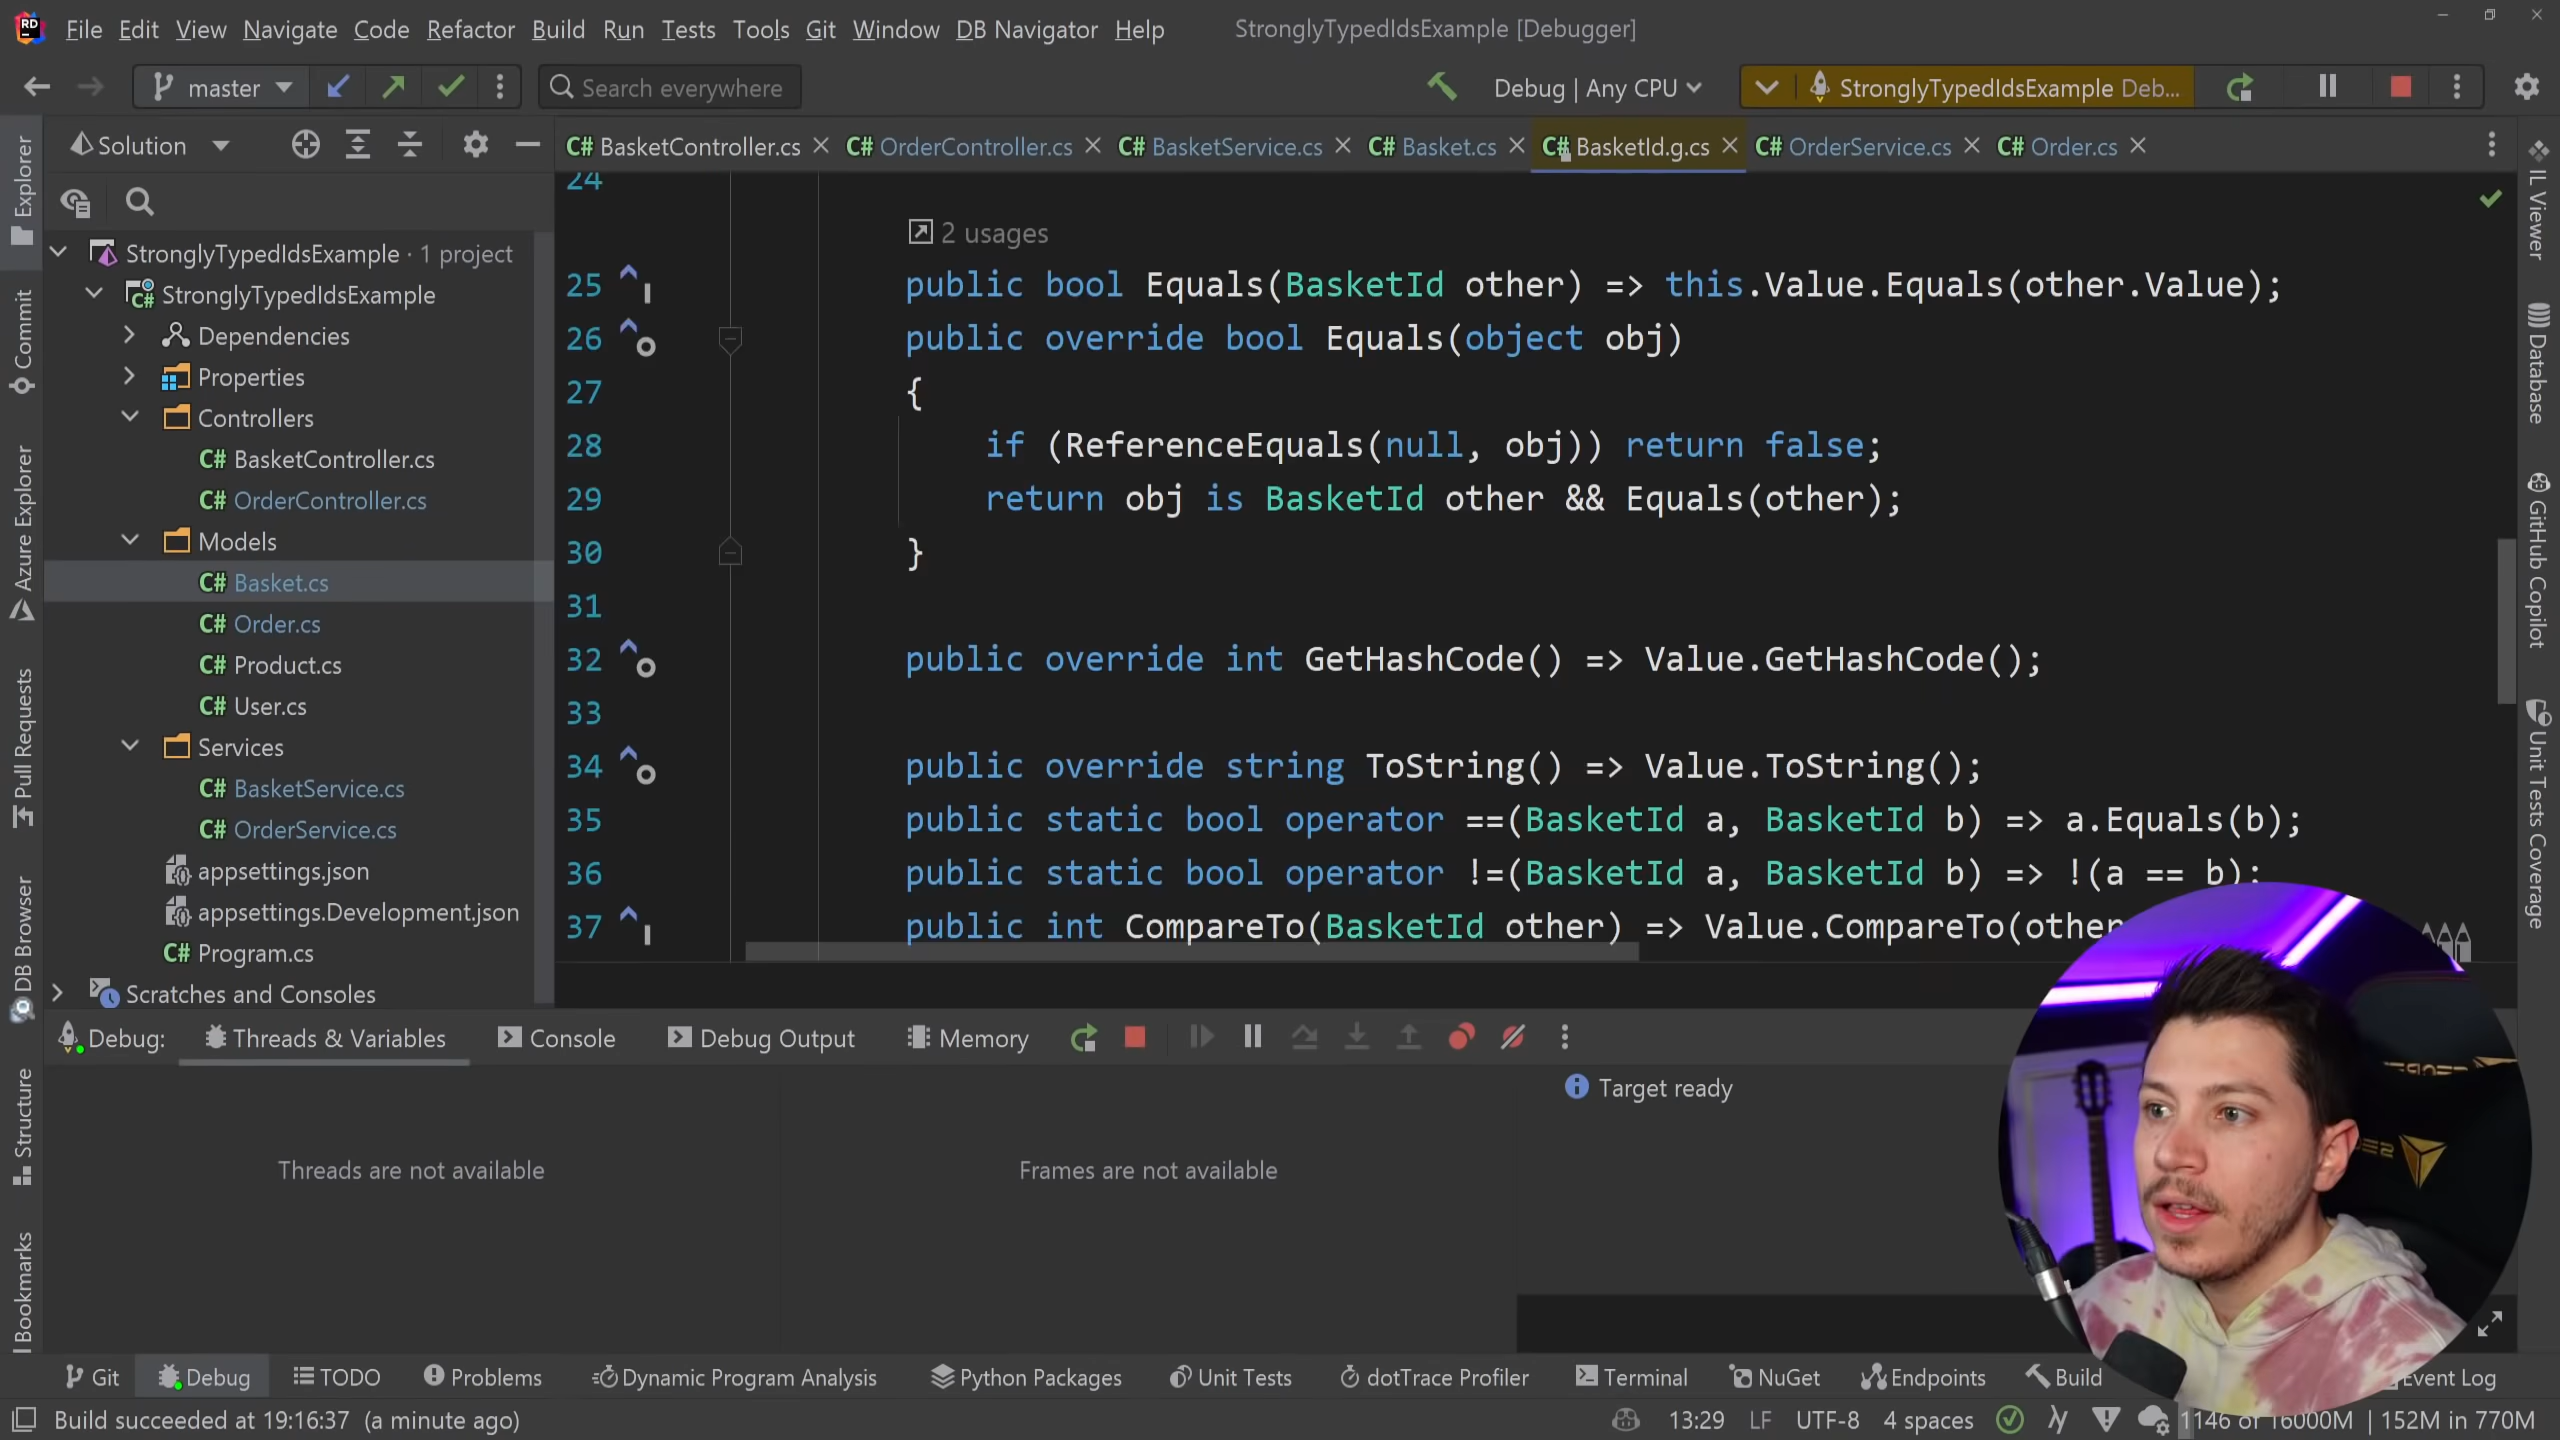 RD File Edit View Navigate Code Refactor Build Run Tests Tools Git Window DB Navigator Help StronglyTypedIdsExample [Debugger]
master Search everywhere Debug | Any CPU StronglyTypedIdsExample Deb...
Solution
C# BasketController.cs C# OrderController.cs C# BasketService.cs C# Basket.cs C# BasketId.g.cs C# OrderService.cs C# Order.cs
Explorer
Commit
Azure Explorer
Pull Requests
DB Browser
Structure
Bookmarks
StronglyTypedIdsExample · 1 project
StronglyTypedIdsExample
Dependencies
Properties
Controllers
C# BasketController.cs
C# OrderController.cs
Models
C# Basket.cs
C# Order.cs
C# Product.cs
C# User.cs
Services
C# BasketService.cs
C# OrderService.cs
appsettings.json
appsettings.Development.json
C# Program.cs
Scratches and Consoles
24
2 usages
25 public bool Equals(BasketId other) => this.Value.Equals(other.Value);
26 public override bool Equals(object obj)
27 {
28 if (ReferenceEquals(null, obj)) return false;
29 return obj is BasketId other && Equals(other);
30 }
31
32 public override int GetHashCode() => Value.GetHashCode();
33
34 public override string ToString() => Value.ToString();
35 public static bool operator ==(BasketId a, BasketId b) => a.Equals(b);
36 public static bool operator !=(BasketId a, BasketId b) => !(a == b);
37 public int CompareTo(BasketId other) => Value.CompareTo(other
IL Viewer
Database
GitHub Copilot
Unit Tests Coverage
Debug: Threads & Variables Console Debug Output Memory
Target ready
Threads are not available
Frames are not available
Git Debug TODO Problems Dynamic Program Analysis Python Packages Unit Tests dotTrace Profiler Terminal NuGet Endpoints Build Event Log
Build succeeded at 19:16:37 (a minute ago) 13:29 LF UTF-8 4 spaces 1146 of 16000M | 152M in 770M